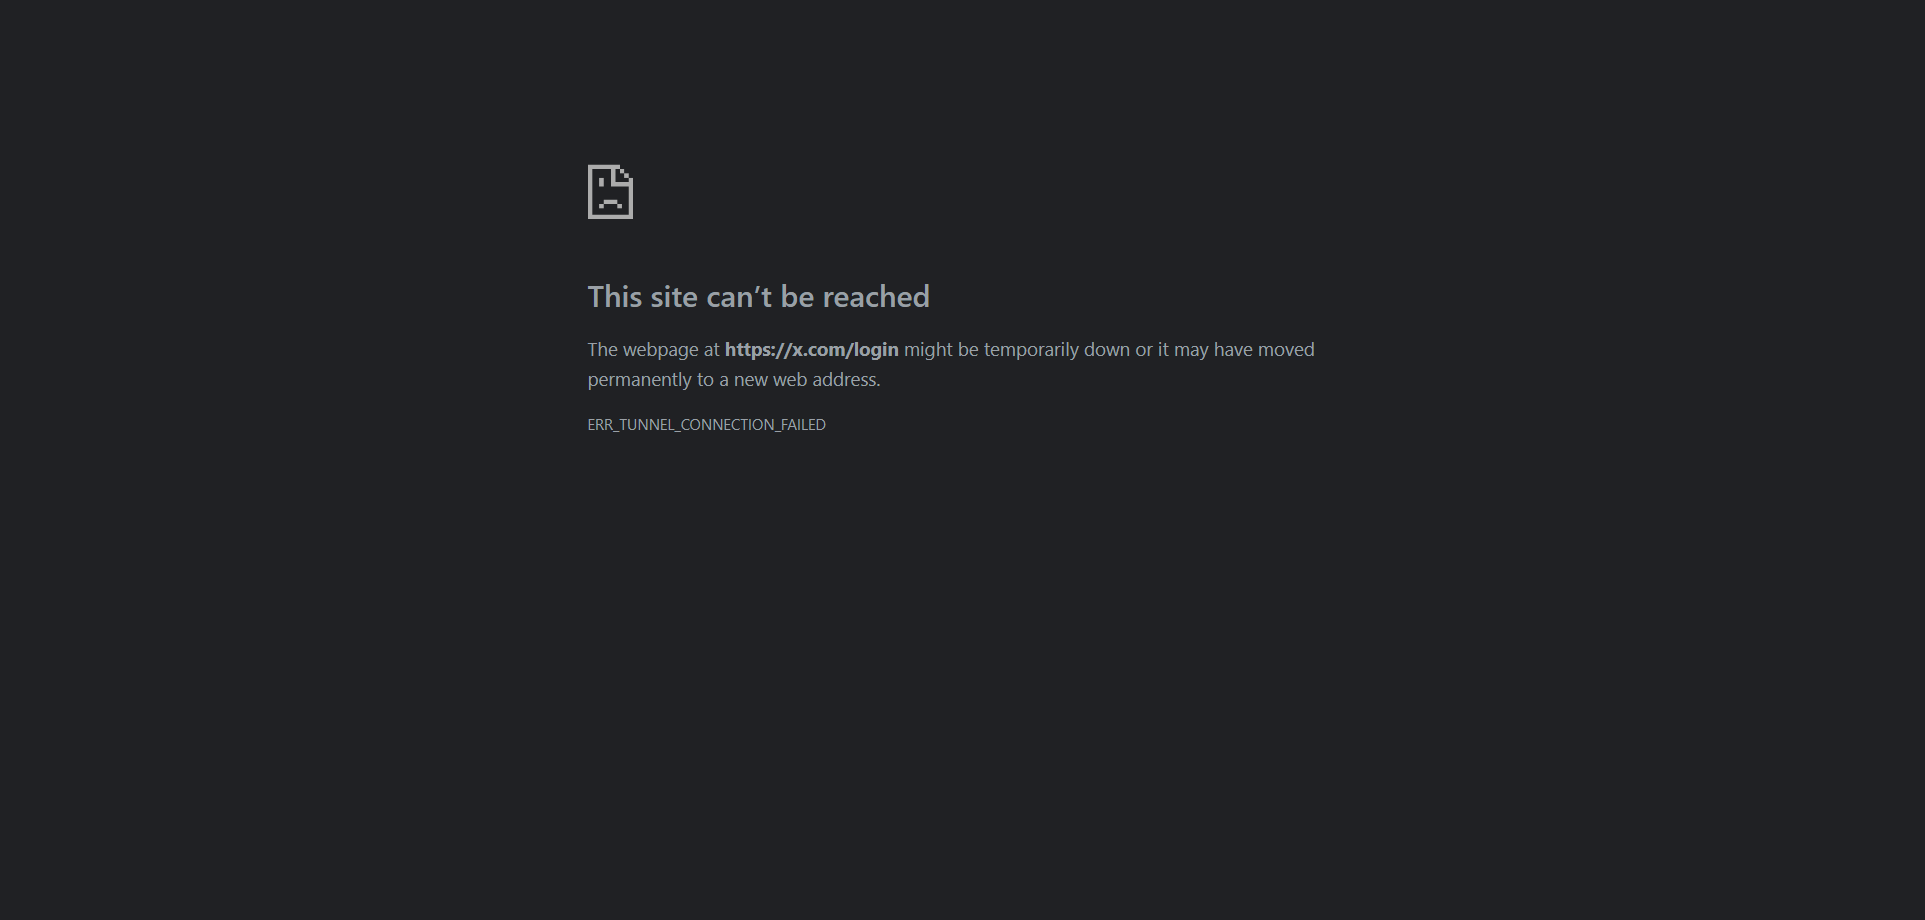 This site can’t be reached
The webpage at https://x.com/login might be temporarily down or it may have moved
permanently to a new web address.
ERR_TUNNEL_CONNECTION_FAILED